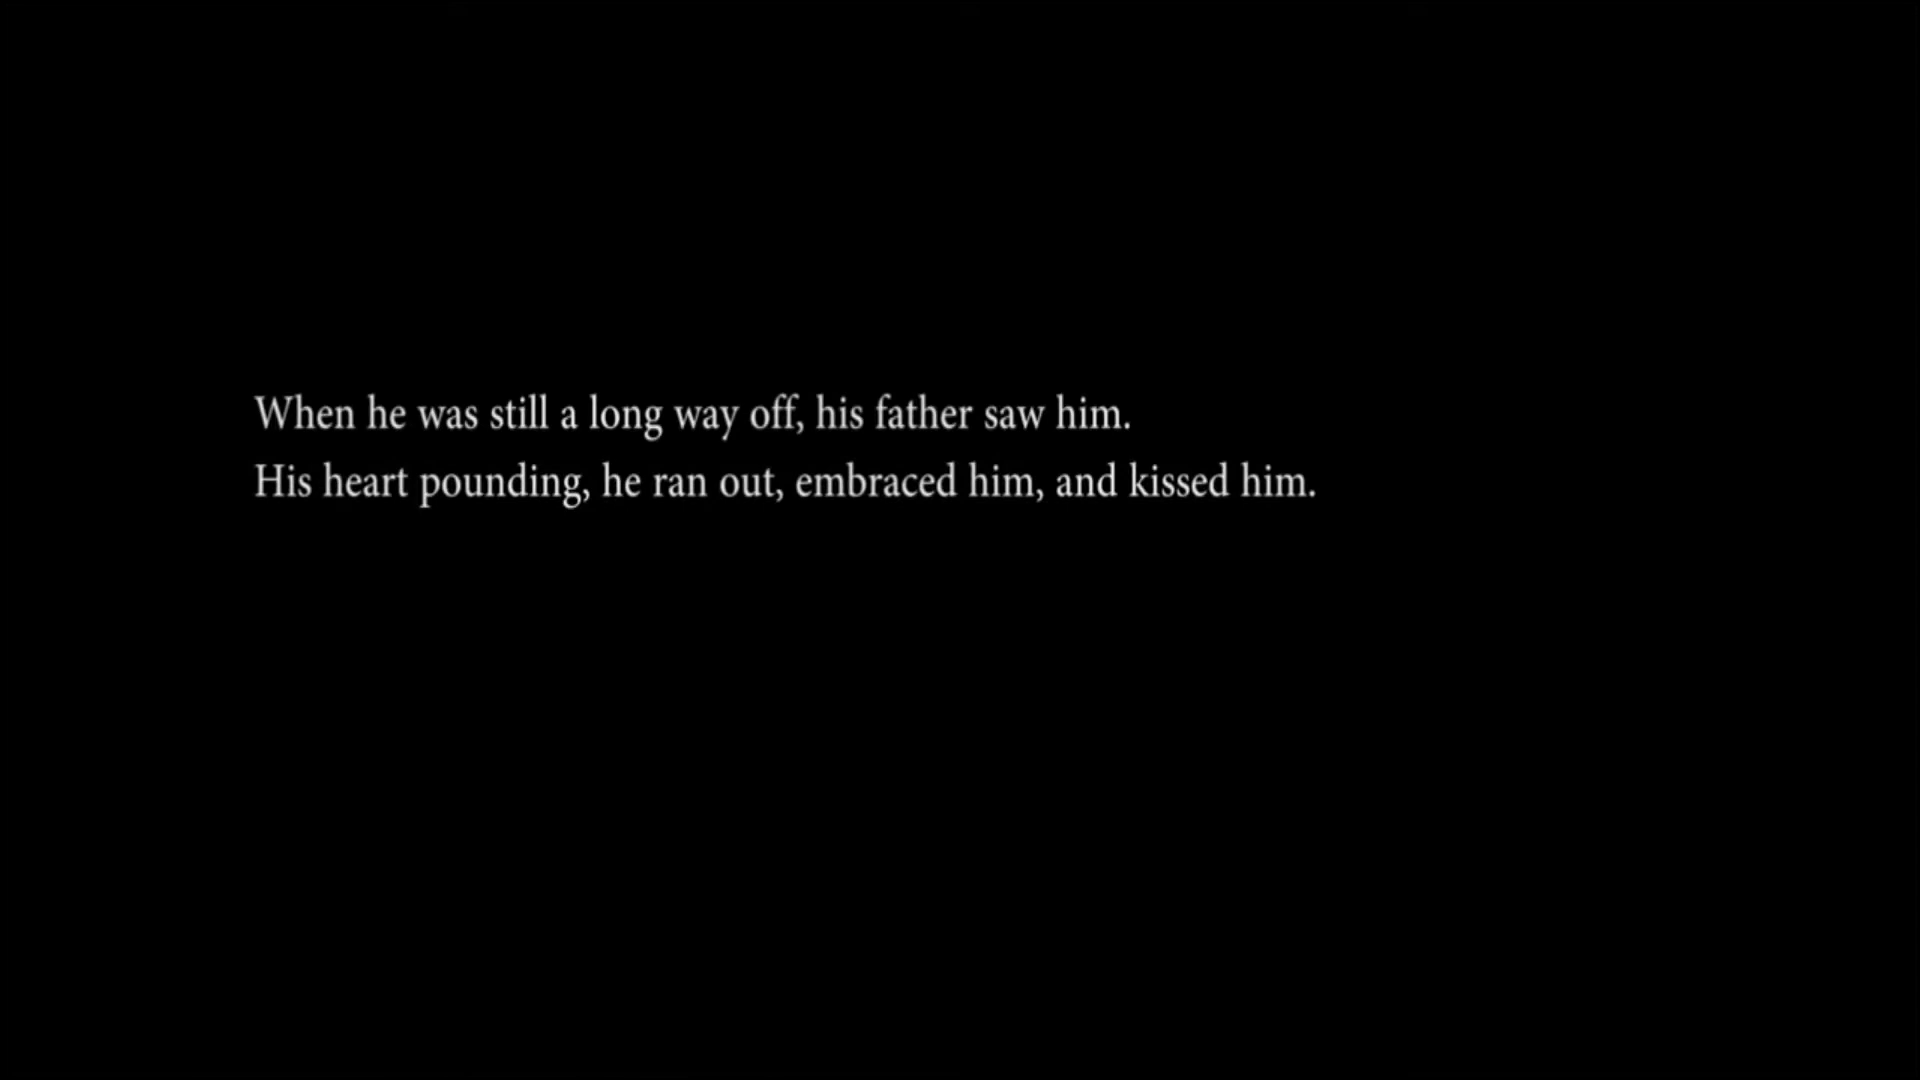 When he was still a long way off, his father saw him.
His heart pounding, he ran out, embraced him, and kissed him.